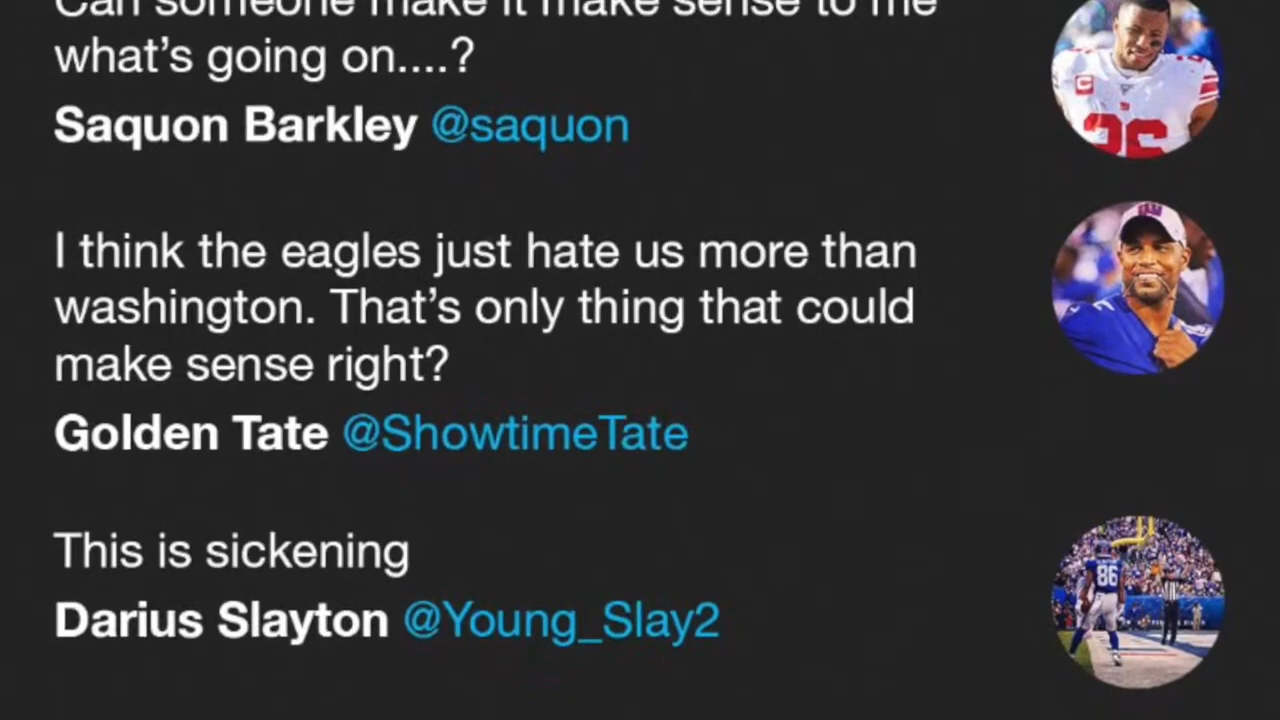 Can someone make it make sense to me
what's going on....?
Saquon Barkley @saquon
I think the eagles just hate us more than
washington. That's only thing that could
make sense right?
Golden Tate @ShowtimeTate
This is sickening
Darius Slayton @Young_Slay2
26
86